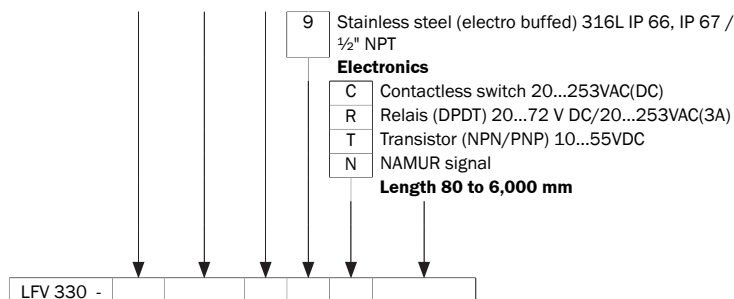 9 Stainless steel (electro buffed) 316L IP 66, IP 67 /
½" NPT
Electronics
C Contactless switch 20...253VAC(DC)
R Relais (DPDT) 20...72 V DC/20...253VAC(3A)
T Transistor (NPN/PNP) 10...55VDC
N NAMUR signal
Length 80 to 6,000 mm
LFV 330 -